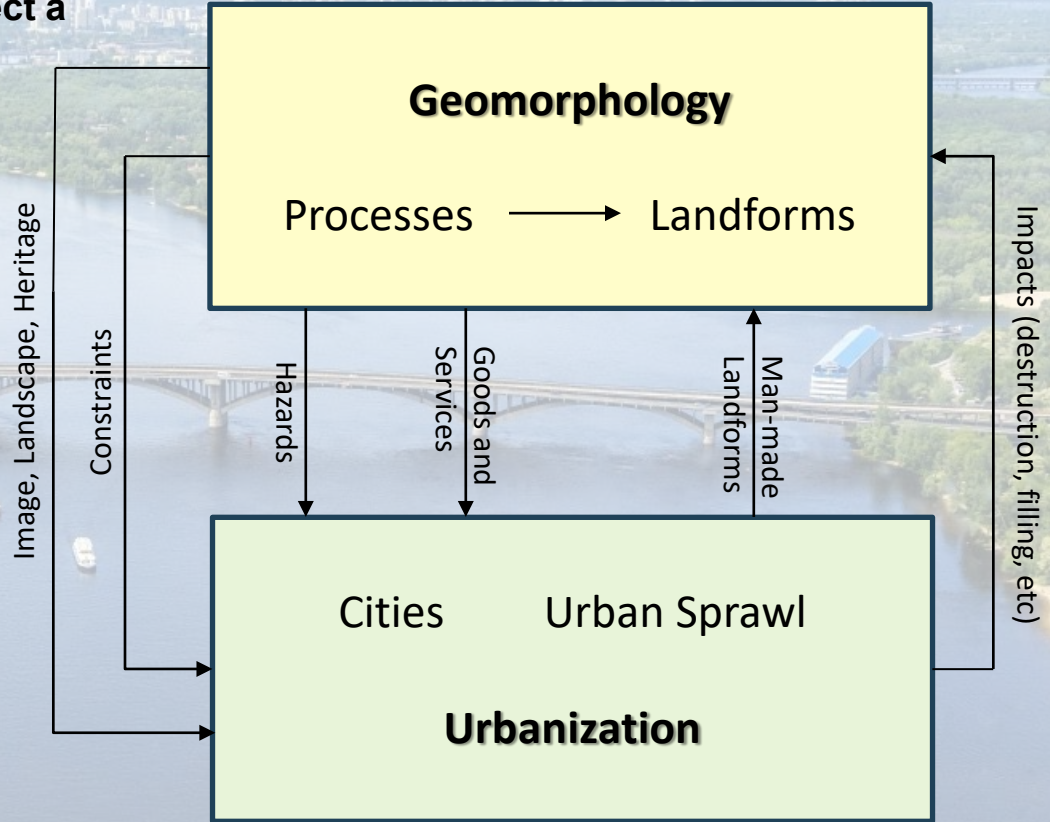 ect a
Geomorphology
Processes Landforms
Image, Landscape, Heritage
Constraints
Hazards
Goods and
Services
Man-made
Landforms
Impacts (destruction, filling, etc)
Cities Urban Sprawl
Urbanization